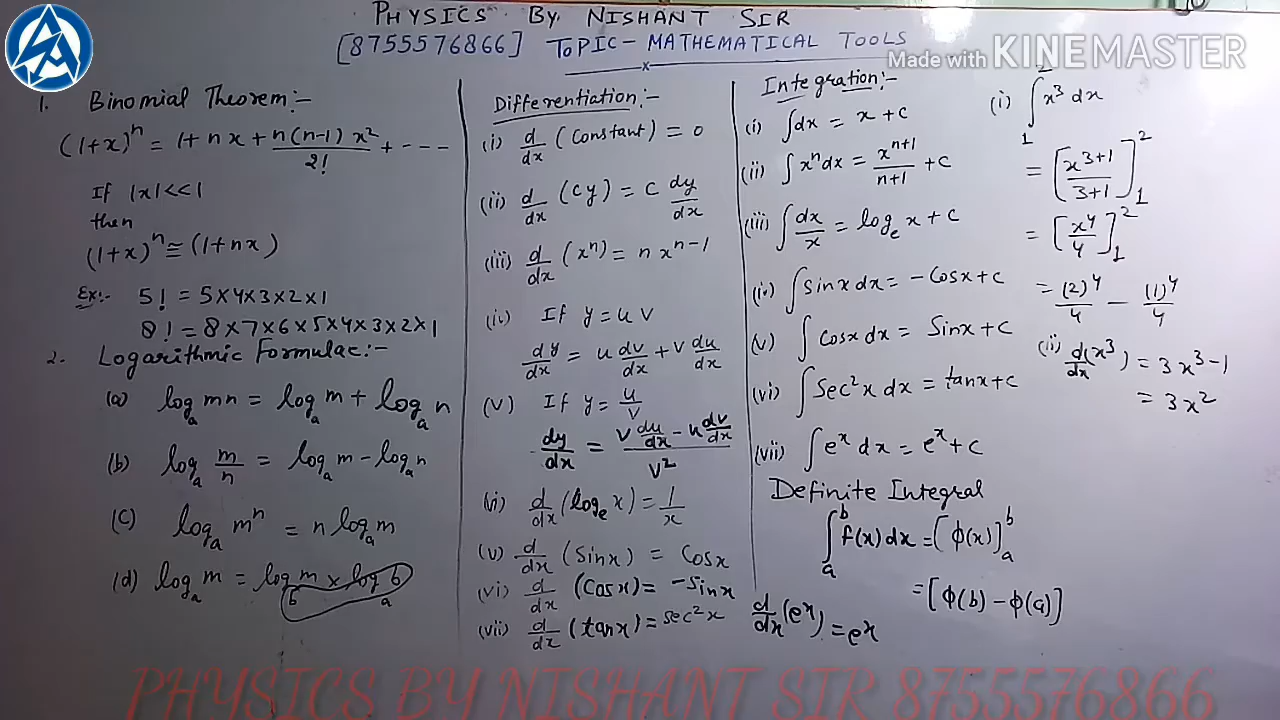 PHYSICS BY NISHANT SIR
[8755576866] TOPIC - MATHEMATICAL TOOLS
Made with KINEMASTER
1. Binomial Theorem:-
(1+x)^n = 1 + nx + n(n-1)x^2/2! + ----
If |x|<<1
then
(1+x)^n ≅ (1+nx)
Ex:- 5! = 5×4×3×2×1
8! = 8×7×6×5×4×3×2×1
2. Logarithmic Formulae:-
(a) log_a mn = log_a m + log_a n
(b) log_a m/n = log_a m - log_a n
(c) log_a m^n = n log_a m
(d) log_a m = log_b m × log_a b
Differentiation:-
(i) d/dx (Constant) = 0
(ii) d/dx (cy) = c dy/dx
(iii) d/dx (x^n) = n x^(n-1)
(iv) If y = uv
dy/dx = u dv/dx + v du/dx
(v) If y = u/v
dy/dx = (v du/dx - u dv/dx)/v^2
(vi) d/dx (log_e x) = 1/x
(v) d/dx (Sinx) = Cosx
(vi) d/dx (Cosx) = -Sinx
(vii) d/dx (tanx) = sec^2x
Integration:-
(i) ∫dx = x + c
(ii) ∫x^n dx = x^(n+1)/(n+1) + c
(iii) ∫dx/x = log_e x + c
(iv) ∫Sinx dx = -Cosx + c
(v) ∫Cosx dx = Sinx + c
(vi) ∫Sec^2x dx = tanx + c
(vii) ∫e^x dx = e^x + c
Definite Integral
∫_a^b f(x) dx = [ϕ(x)]_a^b
= [ϕ(b) - ϕ(a)]
d/dx (e^x) = e^x
(i) ∫_1^2 x^3 dx
= [x^(3+1)/(3+1)]_1^2
= [x^4/4]_1^2
= (2)^4/4 - (1)^4/4
(ii) d/dx(x^3) = 3x^(3-1)
= 3x^2
PHYSICS BY NISHANT SIR 8755576866